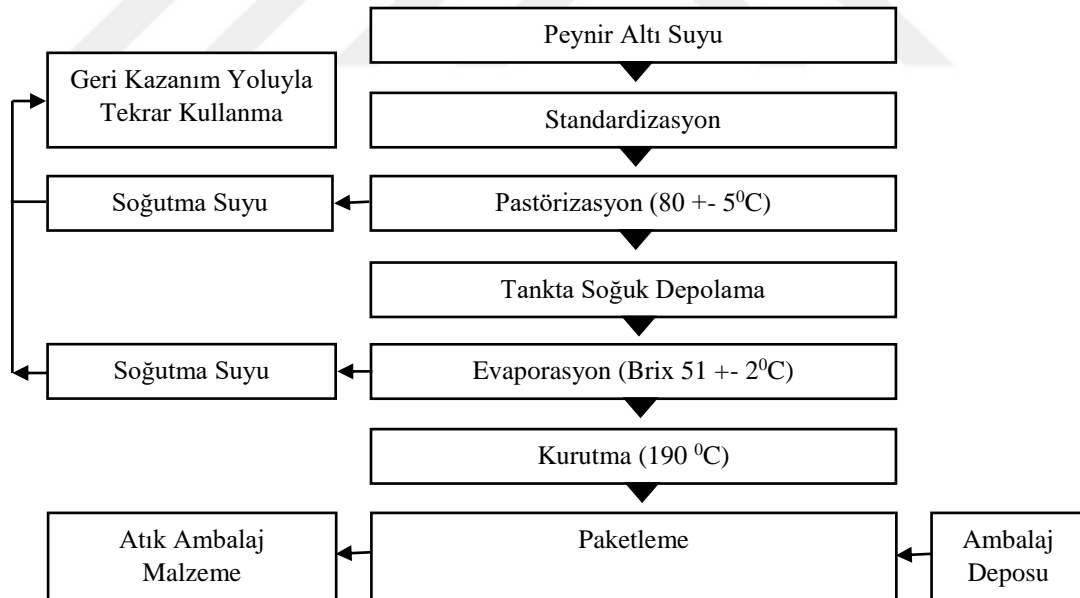 Peynir Altı Suyu
Geri Kazanım Yoluyla
Tekrar Kullanma
Standardizasyon
Soğutma Suyu
Pastörizasyon (80 +- 5⁰C)
Tankta Soğuk Depolama
Soğutma Suyu
Evaporasyon (Brix 51 +- 2⁰C)
Kurutma (190 ⁰C)
Atık Ambalaj
Malzeme
Paketleme
Ambalaj
Deposu